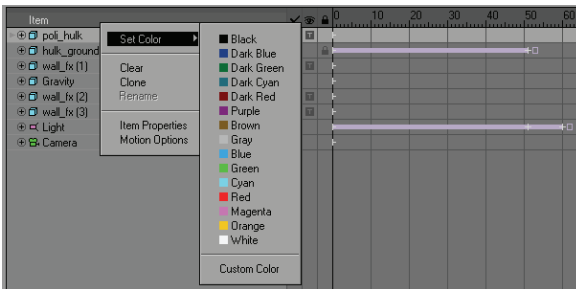 Item 0 10 20 30 40 50 60
poli_hulk
hulk_ground
wall_fx (1)
Gravity
wall_fx (2)
wall_fx (3)
Light
Camera
Set Color
Clear
Clone
Rename
Item Properties
Motion Options
Black
Dark Blue
Dark Green
Dark Cyan
Dark Red
Purple
Brown
Gray
Blue
Green
Cyan
Red
Magenta
Orange
White
Custom Color